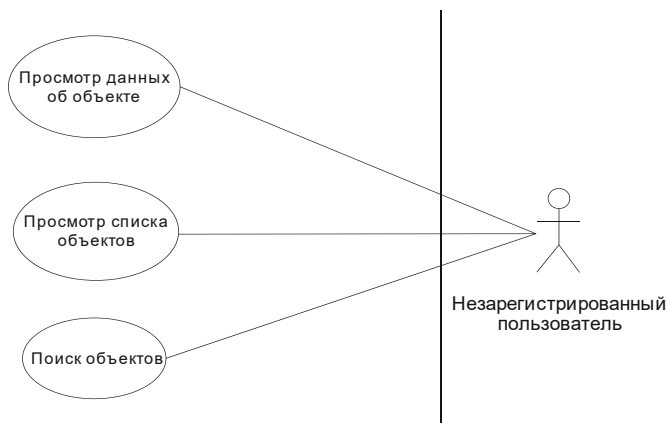 Просмотр данных
об объекте
Просмотр списка
объектов
Незарегистрированный
пользователь
Поиск объектов